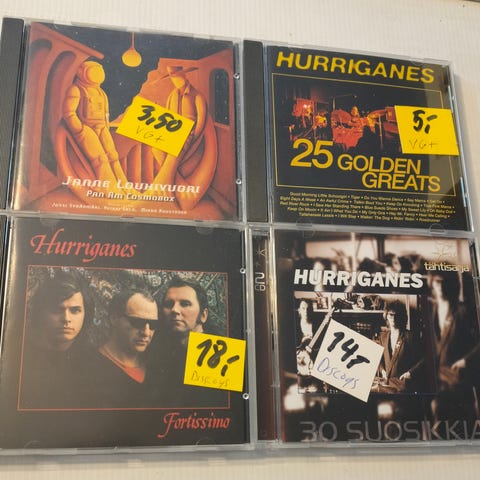 3,50
VG+
Janne Louhivuori
Pan Am Cosmobox
HURRIGANES
5,-
VG+
25 GOLDEN
GREATS
Hurriganes
18,-
Discogs
Fortissimo
2CD
tähtisarja
HURRIGANES
14,-
Discogs
30 SUOSIKKIA